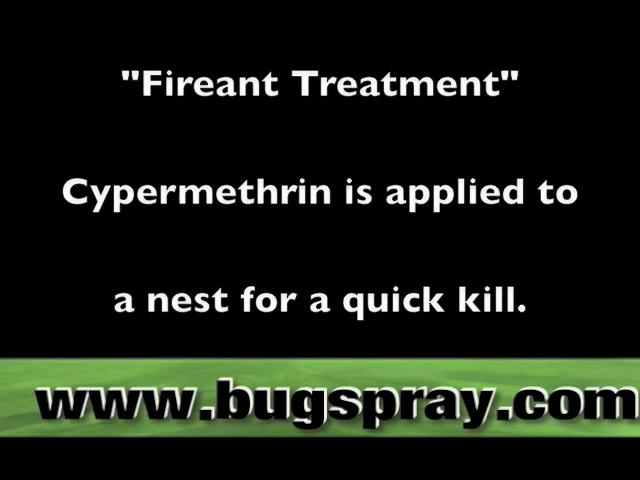 "Fireant Treatment"
Cypermethrin is applied to
a nest for a quick kill.
www.bugspray.com